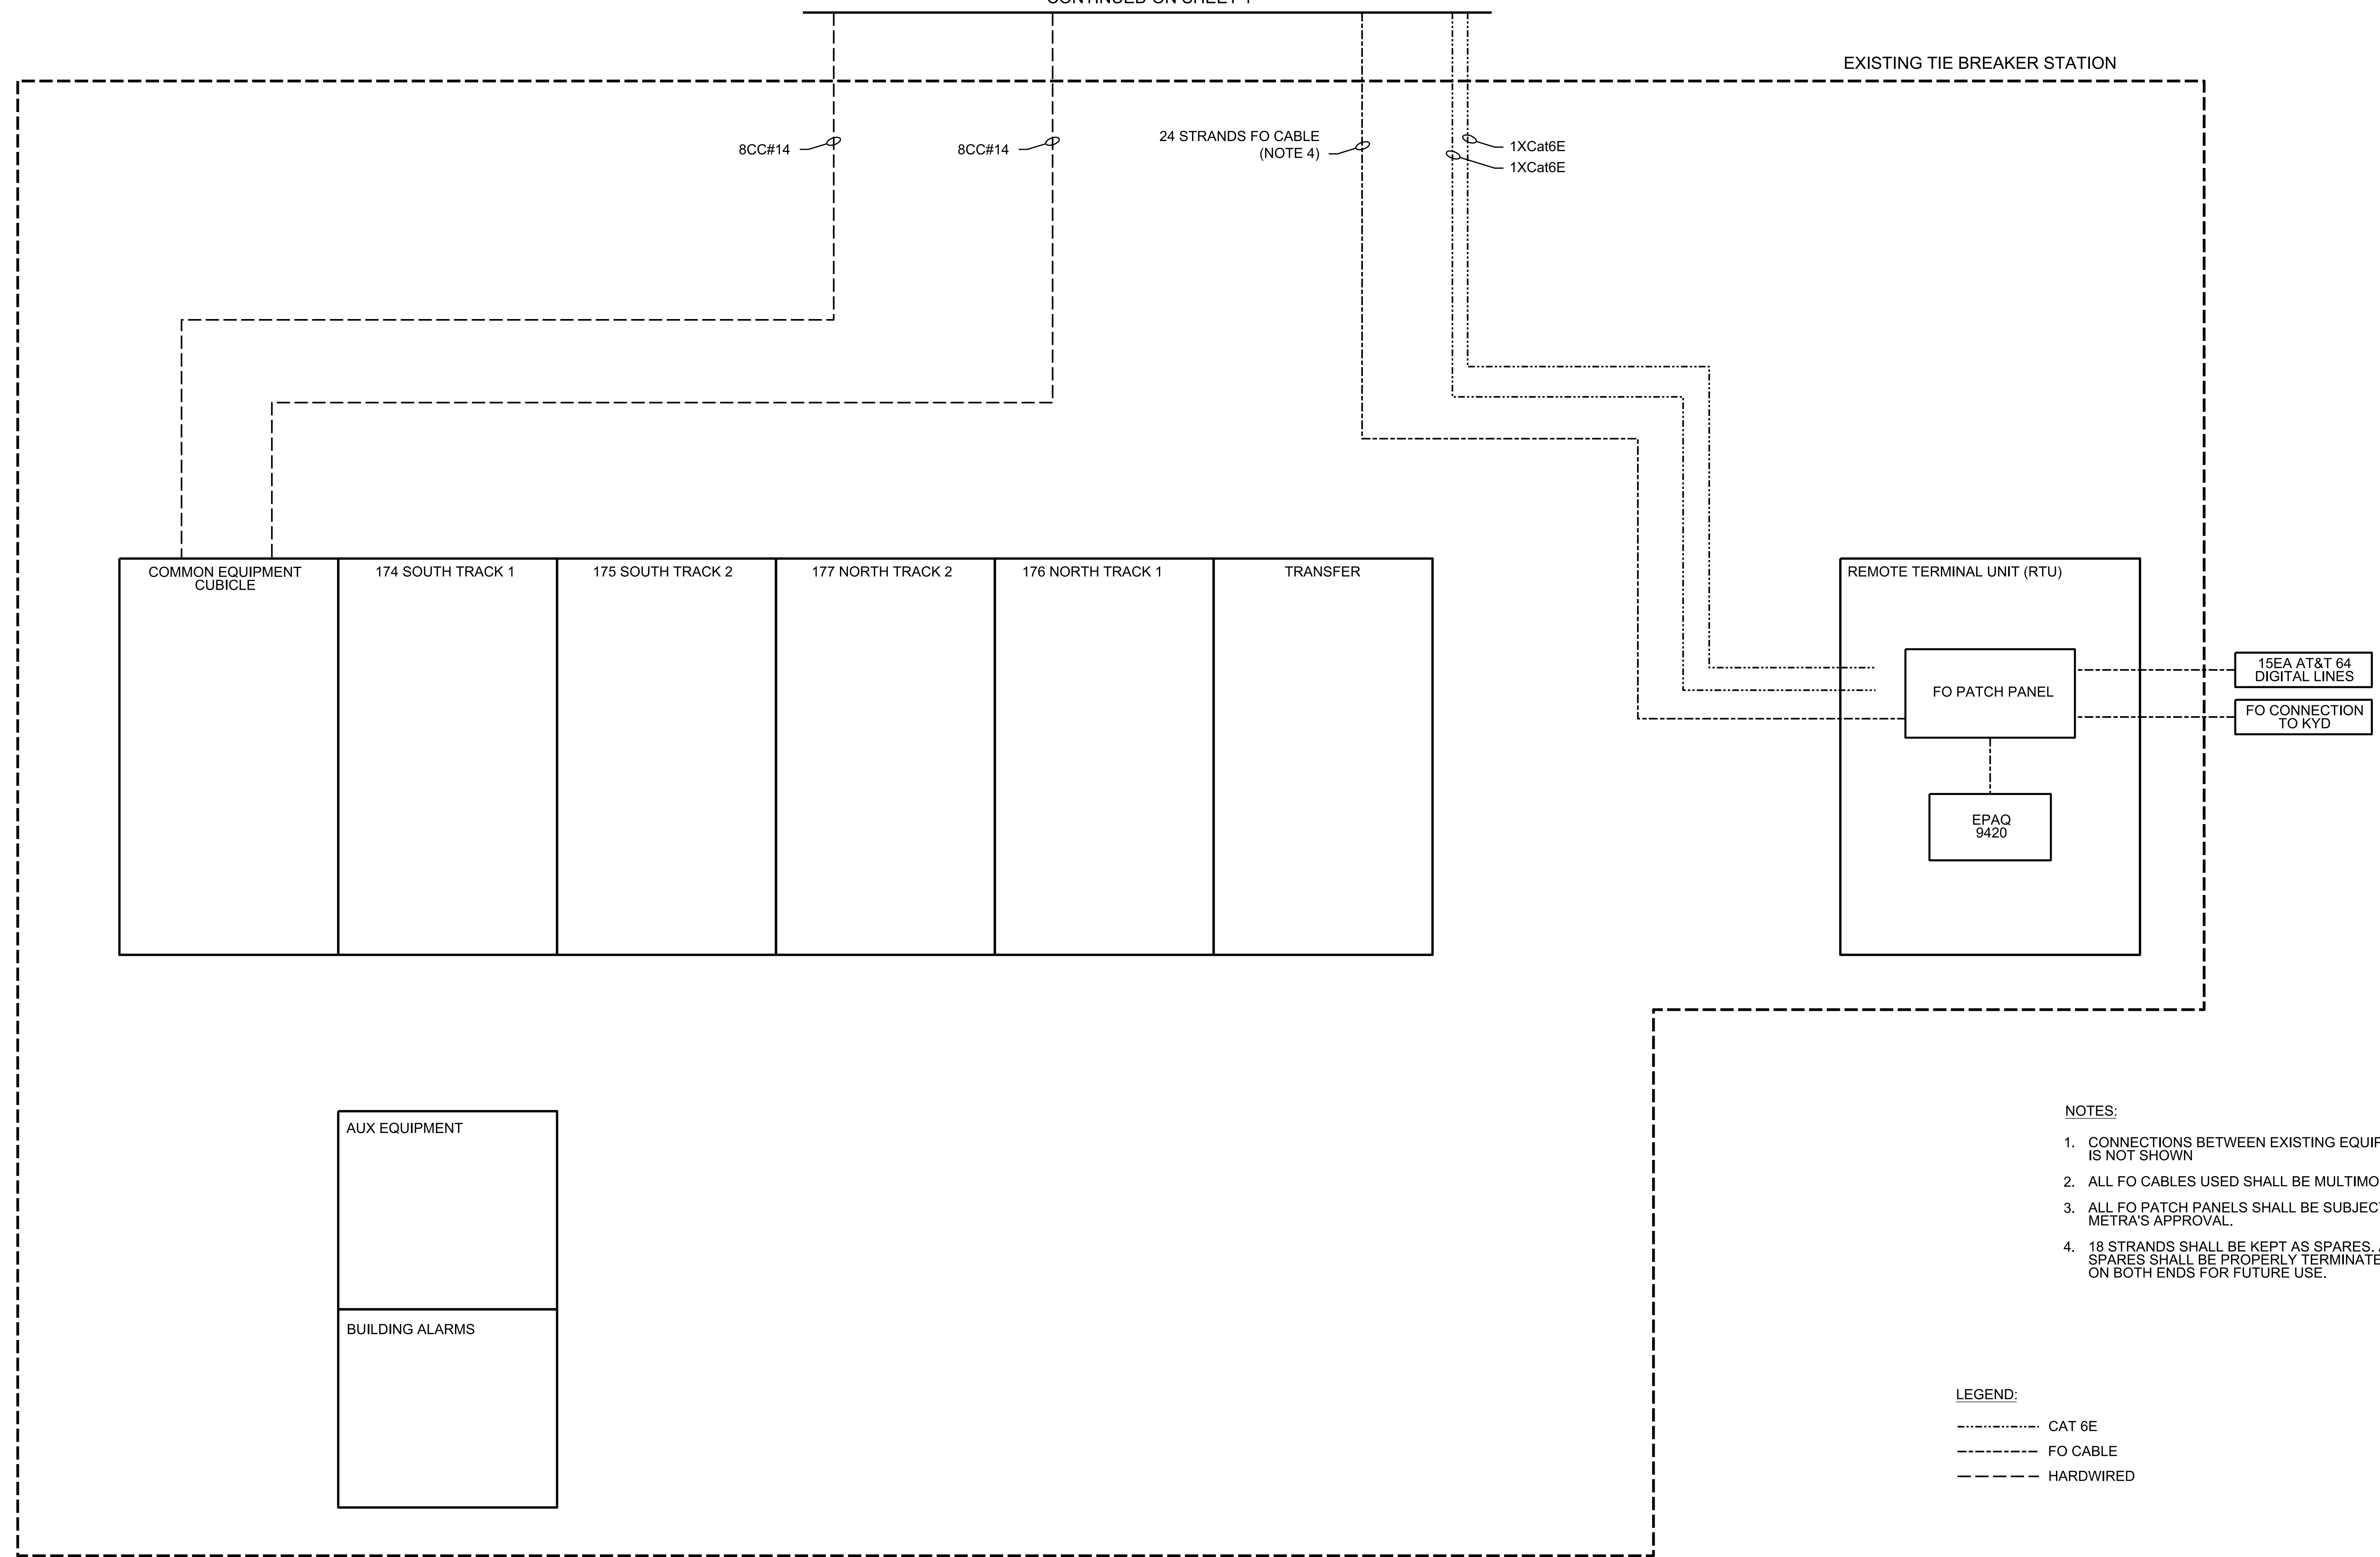 EXISTING TIE BREAKER STATION
8CC#14
8CC#14
24 STRANDS FO CABLE
(NOTE 4)
1XCat6E
1XCat6E
COMMON EQUIPMENT
CUBICLE
174 SOUTH TRACK 1
175 SOUTH TRACK 2
177 NORTH TRACK 2
176 NORTH TRACK 1
TRANSFER
REMOTE TERMINAL UNIT (RTU)
FO PATCH PANEL
EPAQ
9420
15EA AT&T 64
DIGITAL LINES
FO CONNECTION
TO KYD
AUX EQUIPMENT
BUILDING ALARMS
NOTES:
1. CONNECTIONS BETWEEN EXISTING
IS NOT SHOWN
2. ALL FO CABLES USED SHALL BE
3. ALL FO PATCH PANELS SHALL BE SUBJECT
METRA'S APPROVAL.
4. 18 STRANDS SHALL BE KEPT AS SPARES.
SPARES SHALL BE PROPERLY
ON BOTH ENDS FOR FUTURE USE.
LEGEND:
CAT 6E
FO CABLE
HARDWIRED